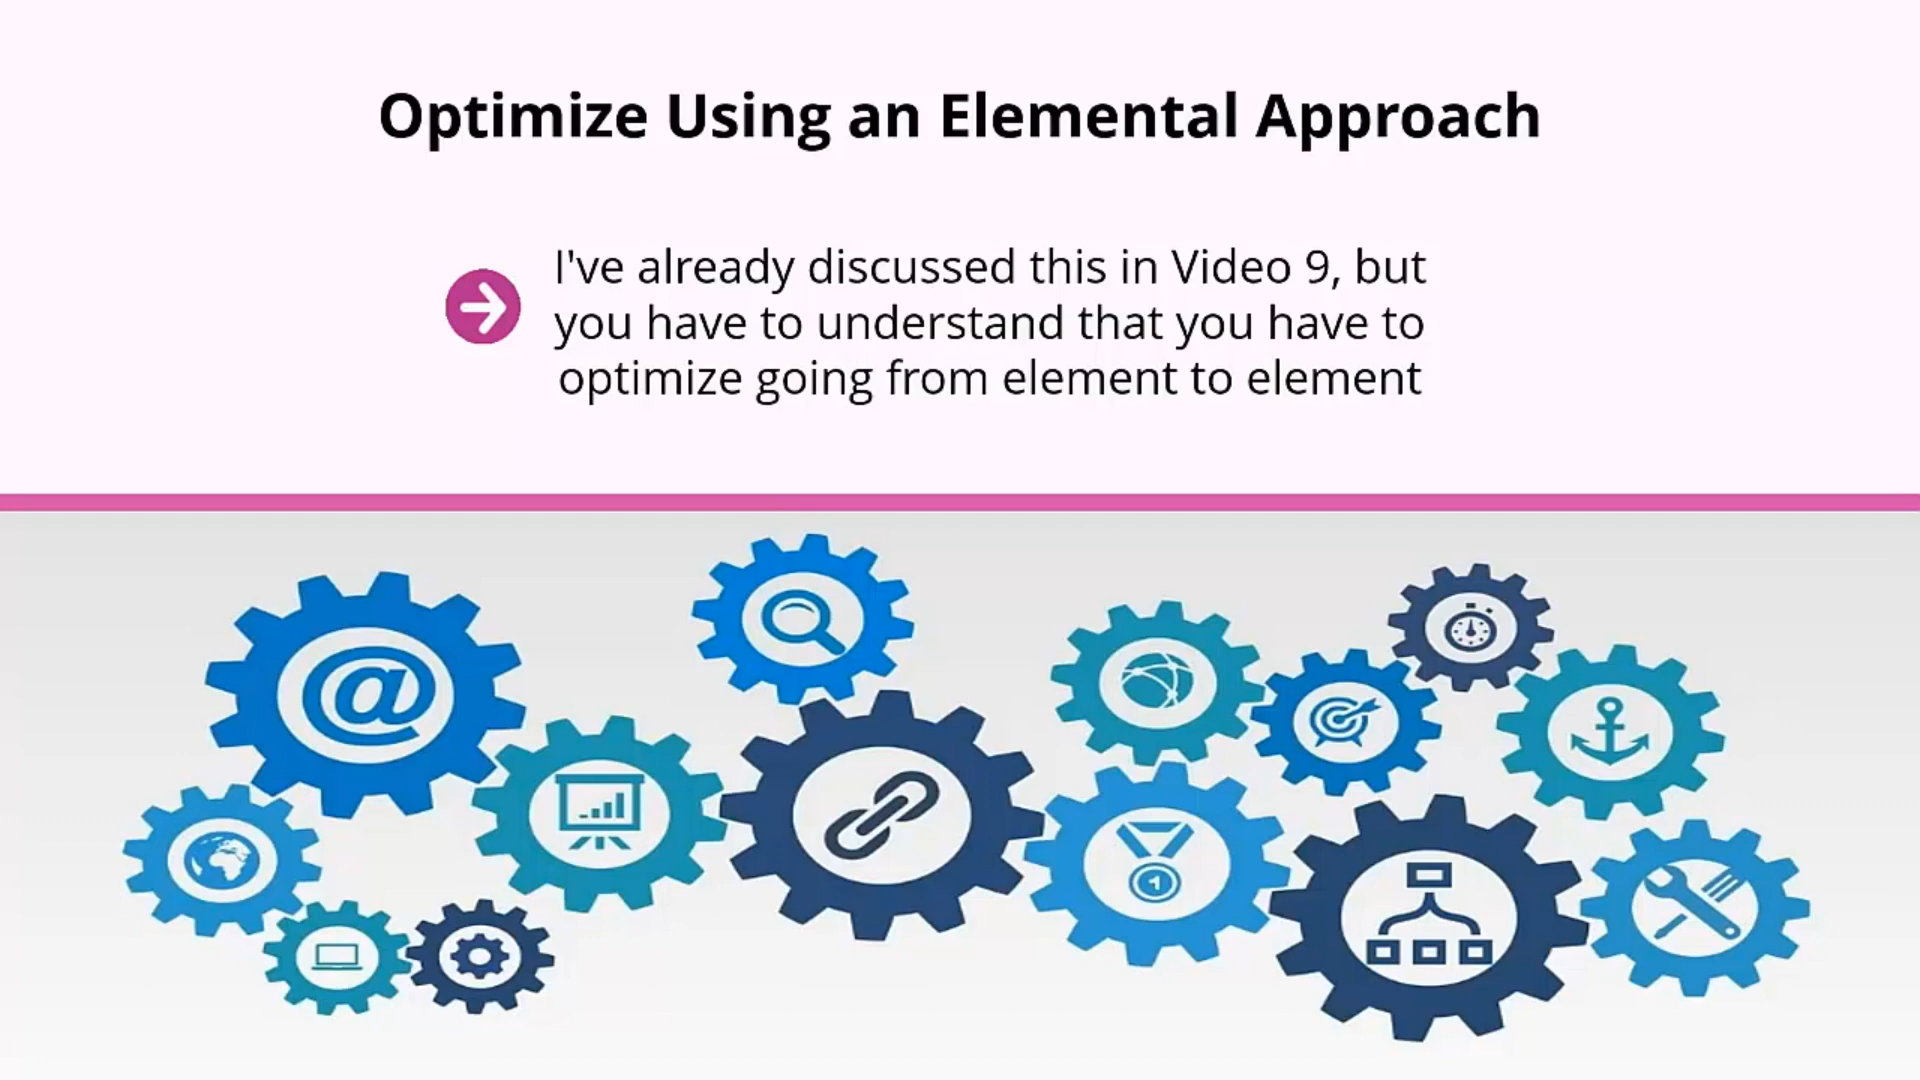 Optimize Using an Elemental Approach
I've already discussed this in Video 9, but
you have to understand that you have to
optimize going from element to element
@
1